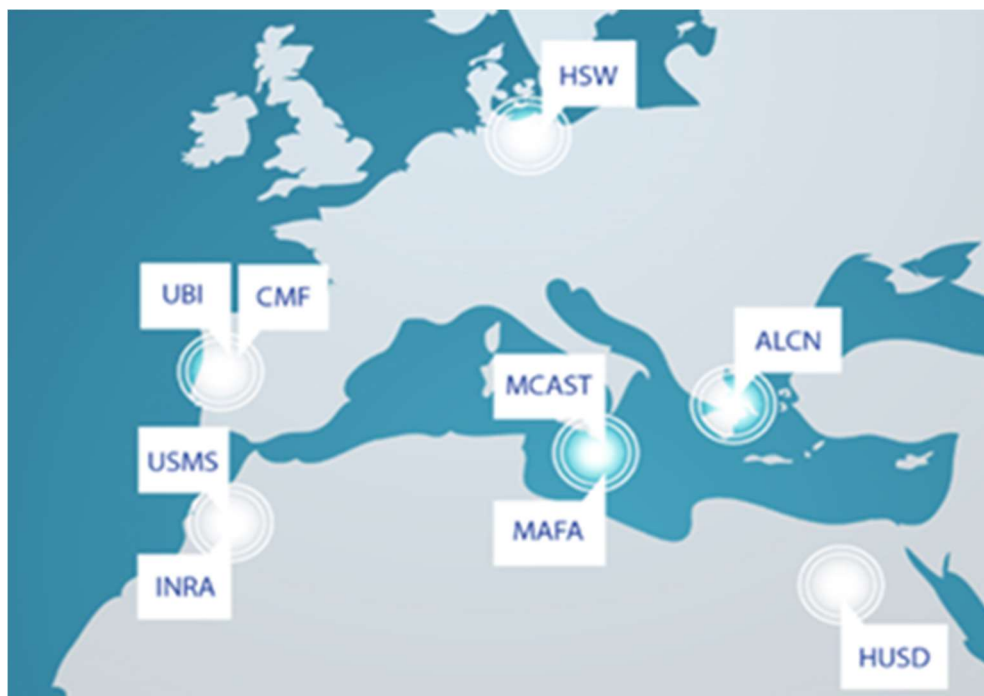 HSW
UBI
CMF
ALCN
MCAST
USMS
MAFA
INRA
HUSD